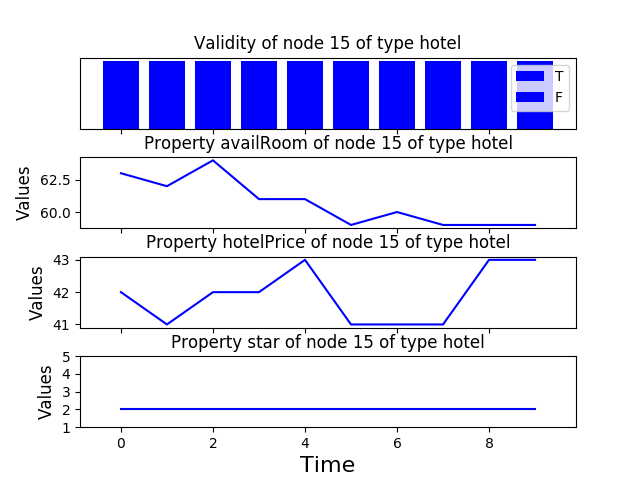 Validity of node 15 of type hotel
T
F
Property availRoom of node 15 of type hotel
62.5
60.0
Values
Property hotelPrice of node 15 of type hotel
43
42
41
Values
Property star of node 15 of type hotel
5
4
3
2
1
Values
0 2 4 6 8
Time